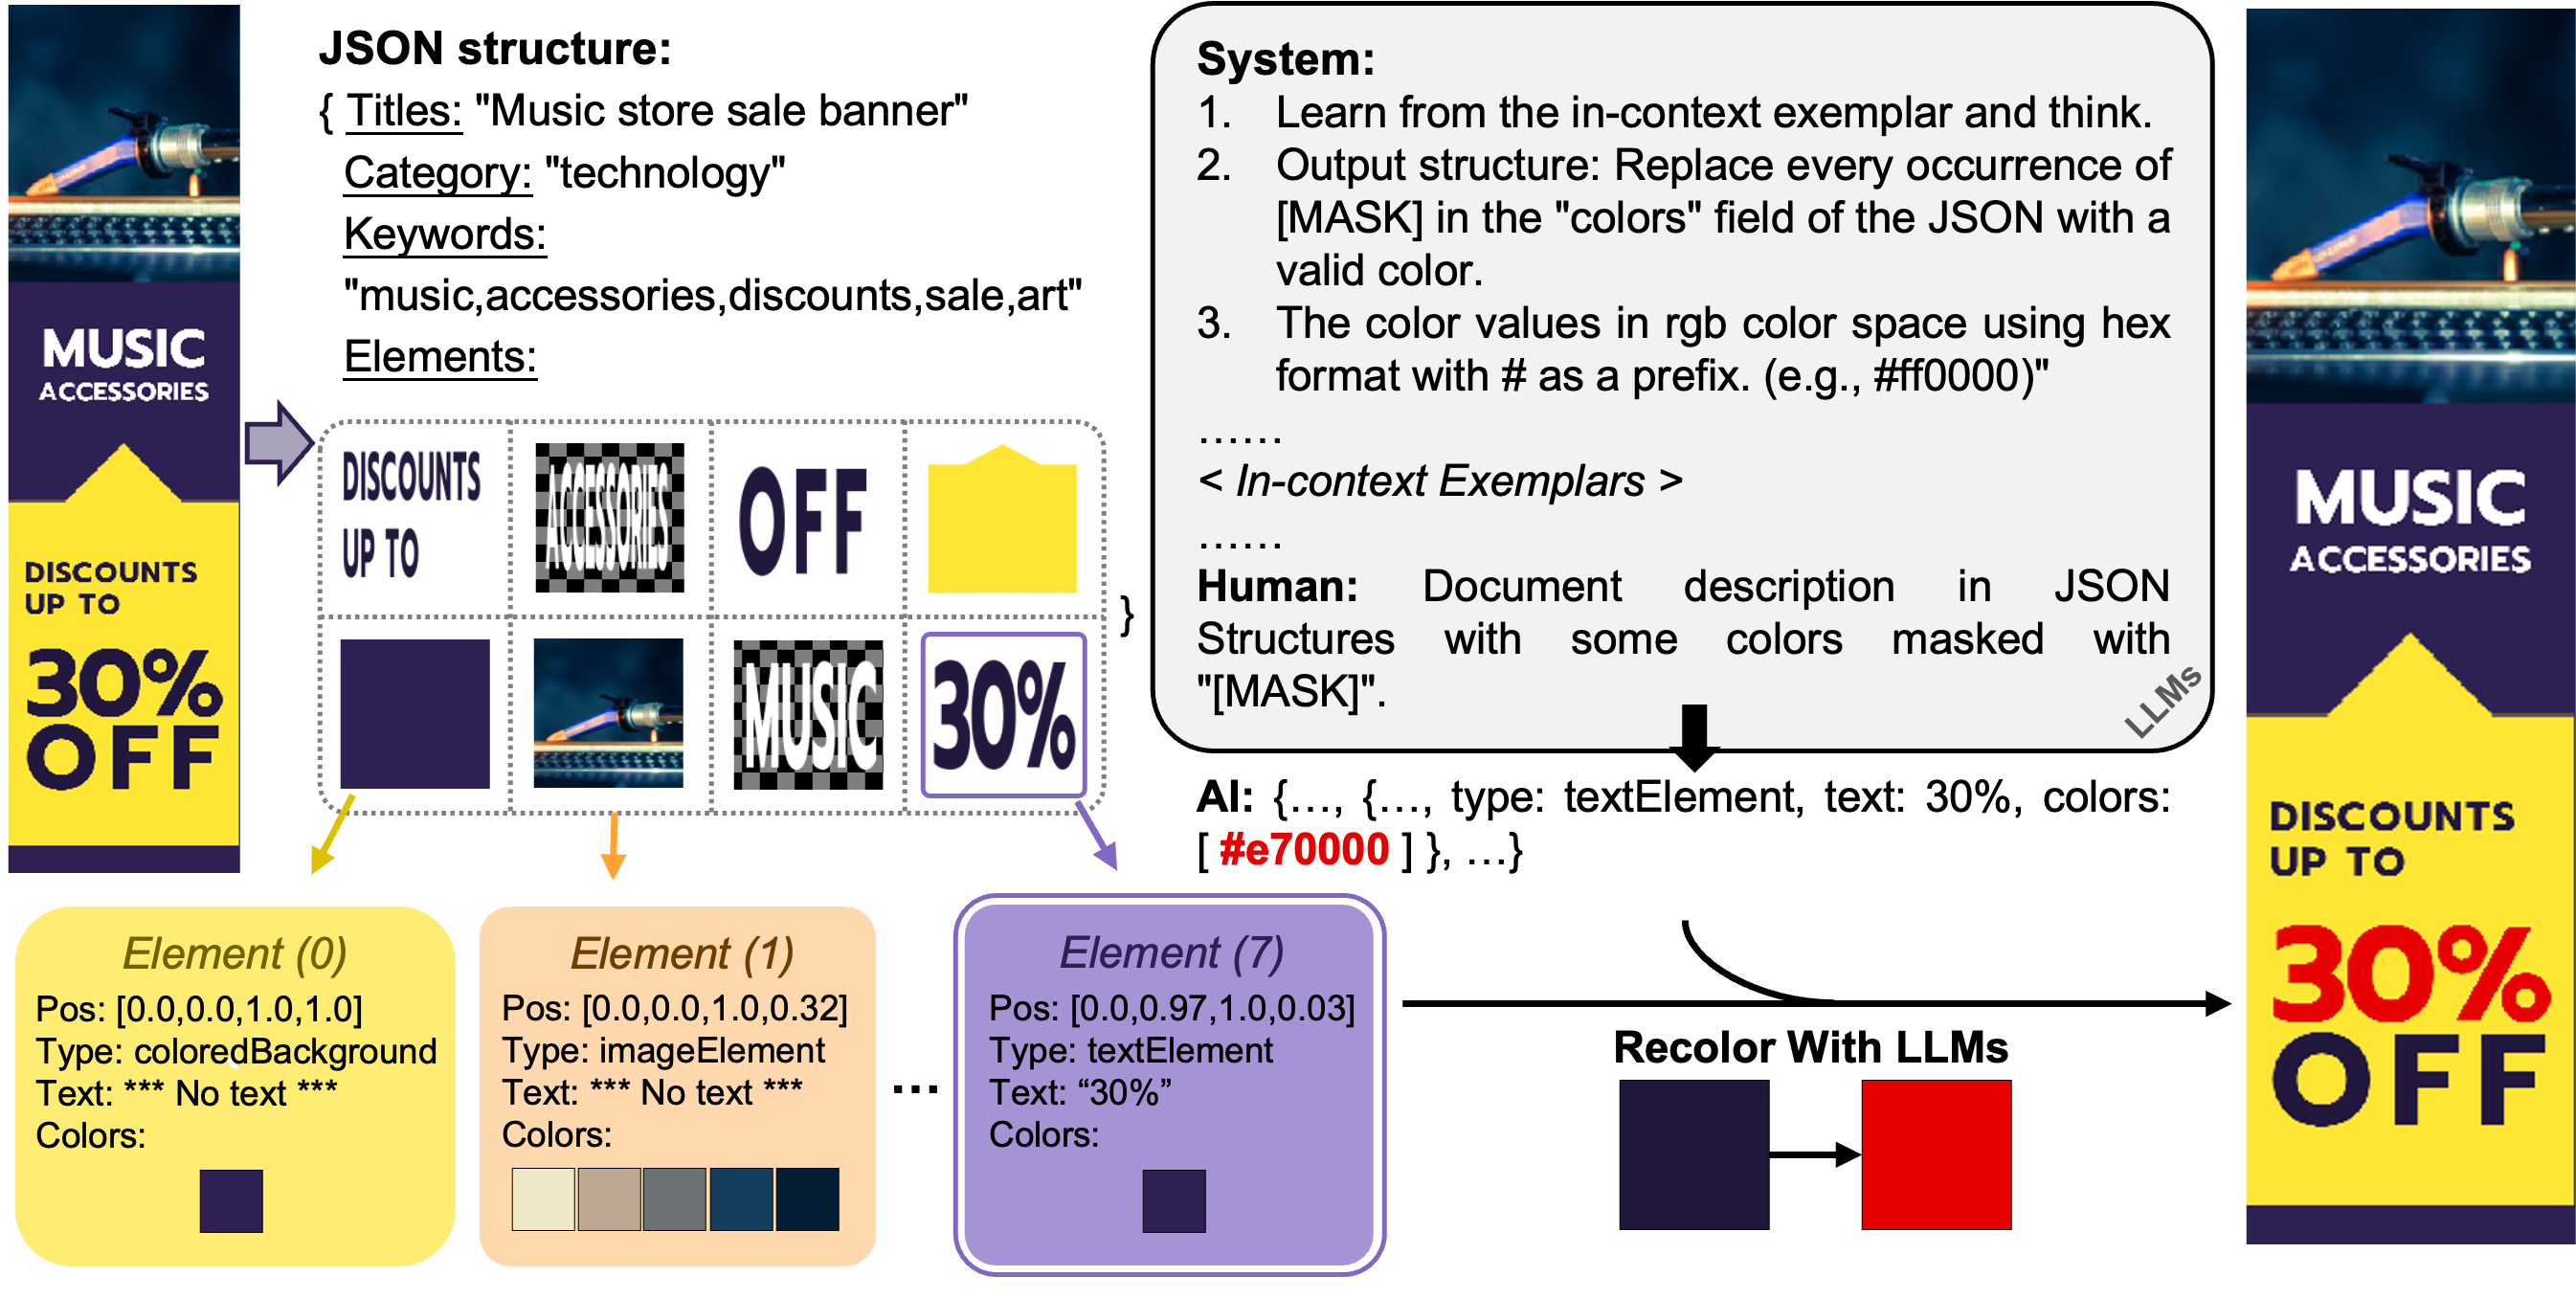 MUSIC
ACCESSORIES
DISCOUNTS
UP TO
30%
OFF
JSON structure:
{ Titles: "Music store sale banner"
Category: "technology"
Keywords:
"music,accessories,discounts,sale,art"
Elements:
DISCOUNTS
UP TO
ACCESSORIES
OFF
MUSIC
30%
}
System:
1. Learn from the in-context exemplar and think.
2. Output structure: Replace every occurrence of
[MASK] in the "colors" field of the JSON with a
valid color.
3. The color values in rgb color space using hex
format with # as a prefix. (e.g., #ff0000)"
......
< In-context Exemplars >
......
Human: Document description in JSON
Structures with some colors masked with
"[MASK]".
LLMs
AI: {…, {…, type: textElement, text: 30%, colors:
[ #e70000 ] }, …}
Element (0)
Pos: [0.0,0.0,1.0,1.0]
Type: coloredBackground
Text: *** No text ***
Colors:
Element (1)
Pos: [0.0,0.0,1.0,0.32]
Type: imageElement
Text: *** No text ***
Colors:
...
Element (7)
Pos: [0.0,0.97,1.0,0.03]
Type: textElement
Text: “30%”
Colors:
Recolor With LLMs
MUSIC
ACCESSORIES
DISCOUNTS
UP TO
30%
OFF